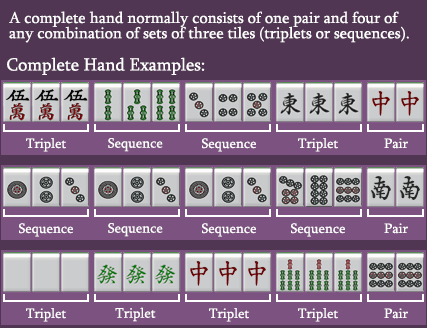 A complete hand normally consists of one pair and four of
any combination of sets of three tiles (triplets or sequences).
Complete Hand Examples:
伍萬 伍萬 伍萬 東 東 東 中 中
Triplet Sequence Sequence Triplet Pair
南 南
Sequence Sequence Sequence Sequence Pair
發 發 發 中 中 中
Triplet Triplet Triplet Triplet Pair